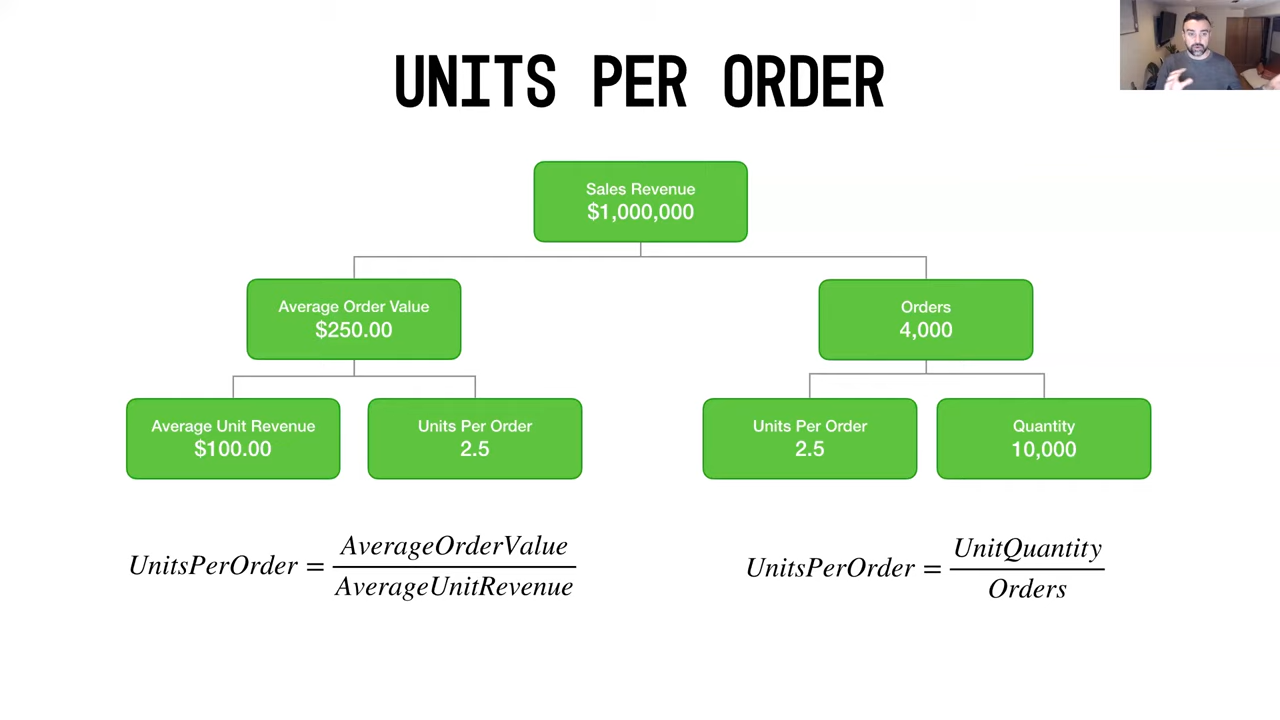 UNITS PER ORDER
Sales Revenue
$1,000,000
Average Order Value
$250.00
Orders
4,000
Average Unit Revenue
$100.00
Units Per Order
2.5
Units Per Order
2.5
Quantity
10,000
UnitsPerOrder = AverageOrderValue
AverageUnitRevenue
UnitsPerOrder = UnitQuantity
Orders